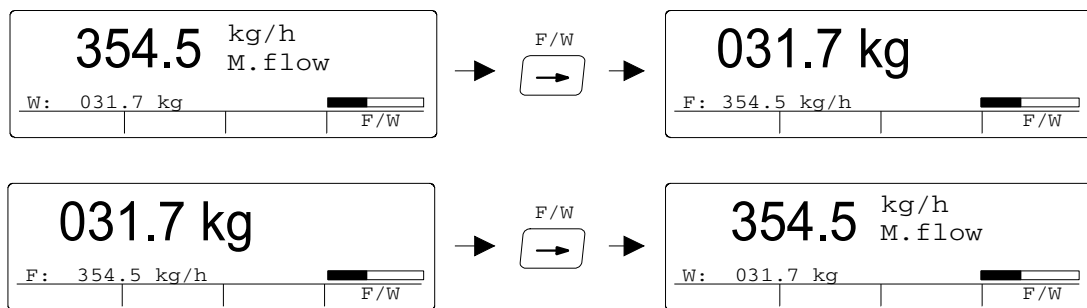 354.5 kg/h
M.flow
W: 031.7 kg
F/W
F/W
031.7 kg
F: 354.5 kg/h
F/W
031.7 kg
F: 354.5 kg/h
F/W
F/W
354.5 kg/h
M.flow
W: 031.7 kg
F/W